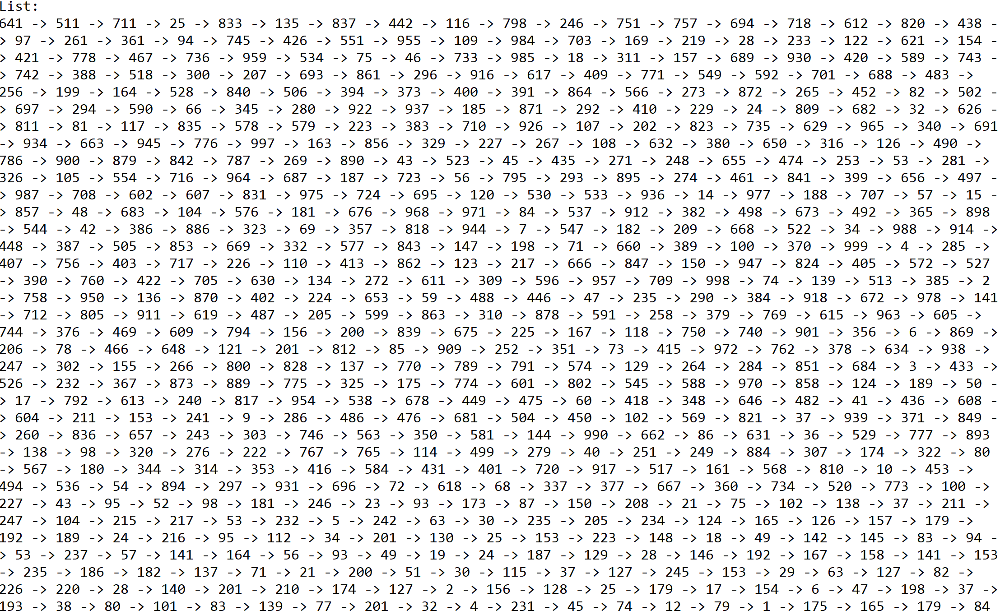 List:
641 -> 511 -> 711 -> 25 -> 833 -> 135 -> 837 -> 442 -> 116 -> 798 -> 246 -> 751 -> 757 -> 694 -> 718 -> 612 -> 820 -> 438 -
> 97 -> 261 -> 361 -> 94 -> 745 -> 426 -> 551 -> 955 -> 109 -> 984 -> 703 -> 169 -> 219 -> 28 -> 233 -> 122 -> 621 -> 154 -
> 421 -> 778 -> 467 -> 736 -> 959 -> 534 -> 75 -> 46 -> 733 -> 985 -> 18 -> 311 -> 157 -> 689 -> 930 -> 420 -> 589 -> 743 -
> 742 -> 388 -> 518 -> 300 -> 207 -> 693 -> 861 -> 296 -> 916 -> 617 -> 409 -> 771 -> 549 -> 592 -> 701 -> 688 -> 483 ->
256 -> 199 -> 164 -> 528 -> 840 -> 506 -> 394 -> 373 -> 400 -> 391 -> 864 -> 566 -> 273 -> 872 -> 265 -> 452 -> 82 -> 502 -
> 697 -> 294 -> 590 -> 66 -> 345 -> 280 -> 922 -> 937 -> 185 -> 871 -> 292 -> 410 -> 229 -> 24 -> 809 -> 682 -> 32 -> 626 -
> 811 -> 81 -> 117 -> 835 -> 578 -> 579 -> 223 -> 383 -> 710 -> 926 -> 107 -> 202 -> 823 -> 735 -> 629 -> 965 -> 340 -> 691
-> 934 -> 663 -> 945 -> 776 -> 997 -> 163 -> 856 -> 329 -> 227 -> 267 -> 108 -> 632 -> 380 -> 650 -> 316 -> 126 -> 490 ->
786 -> 900 -> 879 -> 842 -> 787 -> 269 -> 890 -> 43 -> 523 -> 45 -> 435 -> 271 -> 248 -> 655 -> 474 -> 253 -> 53 -> 281 ->
326 -> 105 -> 554 -> 716 -> 964 -> 687 -> 187 -> 723 -> 56 -> 795 -> 293 -> 895 -> 274 -> 461 -> 841 -> 399 -> 656 -> 497 -
> 987 -> 708 -> 602 -> 607 -> 831 -> 975 -> 724 -> 695 -> 120 -> 530 -> 533 -> 936 -> 14 -> 977 -> 188 -> 707 -> 57 -> 15 -
> 857 -> 48 -> 683 -> 104 -> 576 -> 181 -> 676 -> 968 -> 971 -> 84 -> 537 -> 912 -> 382 -> 498 -> 673 -> 492 -> 365 -> 898
-> 544 -> 42 -> 386 -> 886 -> 323 -> 69 -> 357 -> 818 -> 944 -> 7 -> 547 -> 182 -> 209 -> 668 -> 522 -> 34 -> 988 -> 914 ->
448 -> 387 -> 505 -> 853 -> 669 -> 332 -> 577 -> 843 -> 147 -> 198 -> 71 -> 660 -> 389 -> 100 -> 370 -> 999 -> 4 -> 285 ->
407 -> 756 -> 403 -> 717 -> 226 -> 110 -> 413 -> 862 -> 123 -> 217 -> 666 -> 847 -> 150 -> 947 -> 824 -> 405 -> 572 -> 527
-> 390 -> 760 -> 422 -> 705 -> 630 -> 134 -> 272 -> 611 -> 309 -> 596 -> 957 -> 709 -> 998 -> 74 -> 139 -> 513 -> 385 -> 2
-> 758 -> 950 -> 136 -> 870 -> 402 -> 224 -> 653 -> 59 -> 488 -> 446 -> 47 -> 235 -> 290 -> 384 -> 918 -> 672 -> 978 -> 141
-> 712 -> 805 -> 911 -> 619 -> 487 -> 205 -> 599 -> 863 -> 310 -> 878 -> 591 -> 258 -> 379 -> 769 -> 615 -> 963 -> 605 ->
744 -> 376 -> 469 -> 609 -> 794 -> 156 -> 200 -> 839 -> 675 -> 225 -> 167 -> 118 -> 750 -> 740 -> 901 -> 356 -> 6 -> 869 ->
206 -> 78 -> 466 -> 648 -> 121 -> 201 -> 812 -> 85 -> 909 -> 252 -> 351 -> 73 -> 415 -> 972 -> 762 -> 378 -> 634 -> 938 ->
247 -> 302 -> 155 -> 266 -> 800 -> 828 -> 137 -> 770 -> 789 -> 791 -> 574 -> 129 -> 264 -> 284 -> 851 -> 684 -> 3 -> 433 ->
526 -> 232 -> 367 -> 873 -> 889 -> 775 -> 325 -> 175 -> 774 -> 601 -> 802 -> 545 -> 588 -> 970 -> 858 -> 124 -> 189 -> 50 -
> 17 -> 792 -> 613 -> 240 -> 817 -> 954 -> 538 -> 678 -> 449 -> 475 -> 60 -> 418 -> 348 -> 646 -> 482 -> 41 -> 436 -> 608 -
> 604 -> 211 -> 153 -> 241 -> 9 -> 286 -> 486 -> 476 -> 681 -> 504 -> 450 -> 102 -> 569 -> 821 -> 37 -> 939 -> 371 -> 849 -
> 260 -> 836 -> 657 -> 243 -> 303 -> 746 -> 563 -> 350 -> 581 -> 144 -> 990 -> 662 -> 86 -> 631 -> 36 -> 529 -> 777 -> 893
-> 138 -> 98 -> 320 -> 276 -> 222 -> 767 -> 765 -> 114 -> 499 -> 279 -> 40 -> 251 -> 249 -> 884 -> 307 -> 174 -> 322 -> 80
-> 567 -> 180 -> 344 -> 314 -> 353 -> 416 -> 584 -> 431 -> 401 -> 720 -> 917 -> 517 -> 161 -> 568 -> 810 -> 10 -> 453 ->
494 -> 536 -> 54 -> 894 -> 297 -> 931 -> 696 -> 72 -> 618 -> 68 -> 337 -> 377 -> 667 -> 360 -> 734 -> 520 -> 773 -> 100 ->
227 -> 43 -> 95 -> 52 -> 98 -> 181 -> 246 -> 23 -> 93 -> 173 -> 87 -> 150 -> 208 -> 21 -> 75 -> 102 -> 138 -> 37 -> 211 ->
247 -> 104 -> 215 -> 217 -> 53 -> 232 -> 5 -> 242 -> 63 -> 30 -> 235 -> 205 -> 234 -> 124 -> 165 -> 126 -> 157 -> 179 ->
192 -> 189 -> 24 -> 216 -> 95 -> 112 -> 34 -> 201 -> 130 -> 25 -> 153 -> 223 -> 148 -> 18 -> 49 -> 142 -> 145 -> 83 -> 94 -
> 53 -> 237 -> 57 -> 141 -> 164 -> 56 -> 93 -> 49 -> 19 -> 24 -> 187 -> 129 -> 28 -> 146 -> 192 -> 167 -> 158 -> 141 -> 153
-> 235 -> 186 -> 182 -> 137 -> 71 -> 21 -> 200 -> 51 -> 30 -> 115 -> 37 -> 127 -> 245 -> 153 -> 29 -> 63 -> 127 -> 82 ->
226 -> 220 -> 28 -> 140 -> 201 -> 210 -> 174 -> 127 -> 2 -> 156 -> 128 -> 25 -> 179 -> 17 -> 154 -> 6 -> 47 -> 198 -> 37 ->
193 -> 38 -> 80 -> 101 -> 83 -> 139 -> 77 -> 201 -> 32 -> 4 -> 231 -> 45 -> 74 -> 12 -> 79 -> 1 -> 175 -> 165 -> 179 -> 84